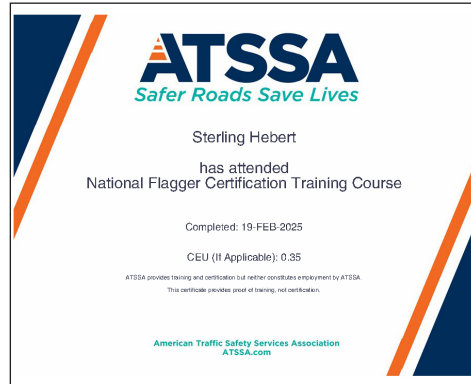 ATSSA
Safer Roads Save Lives
Sterling Hebert
has attended
National Flagger Certification Training Course
Completed: 19-FEB-2025
CEU (If Applicable): 0.35
ATSSA provides training and certification but neither constitutes employment by ATSSA.
This certificate provides proof of training, not certification.
American Traffic Safety Services Association
ATSSA.com